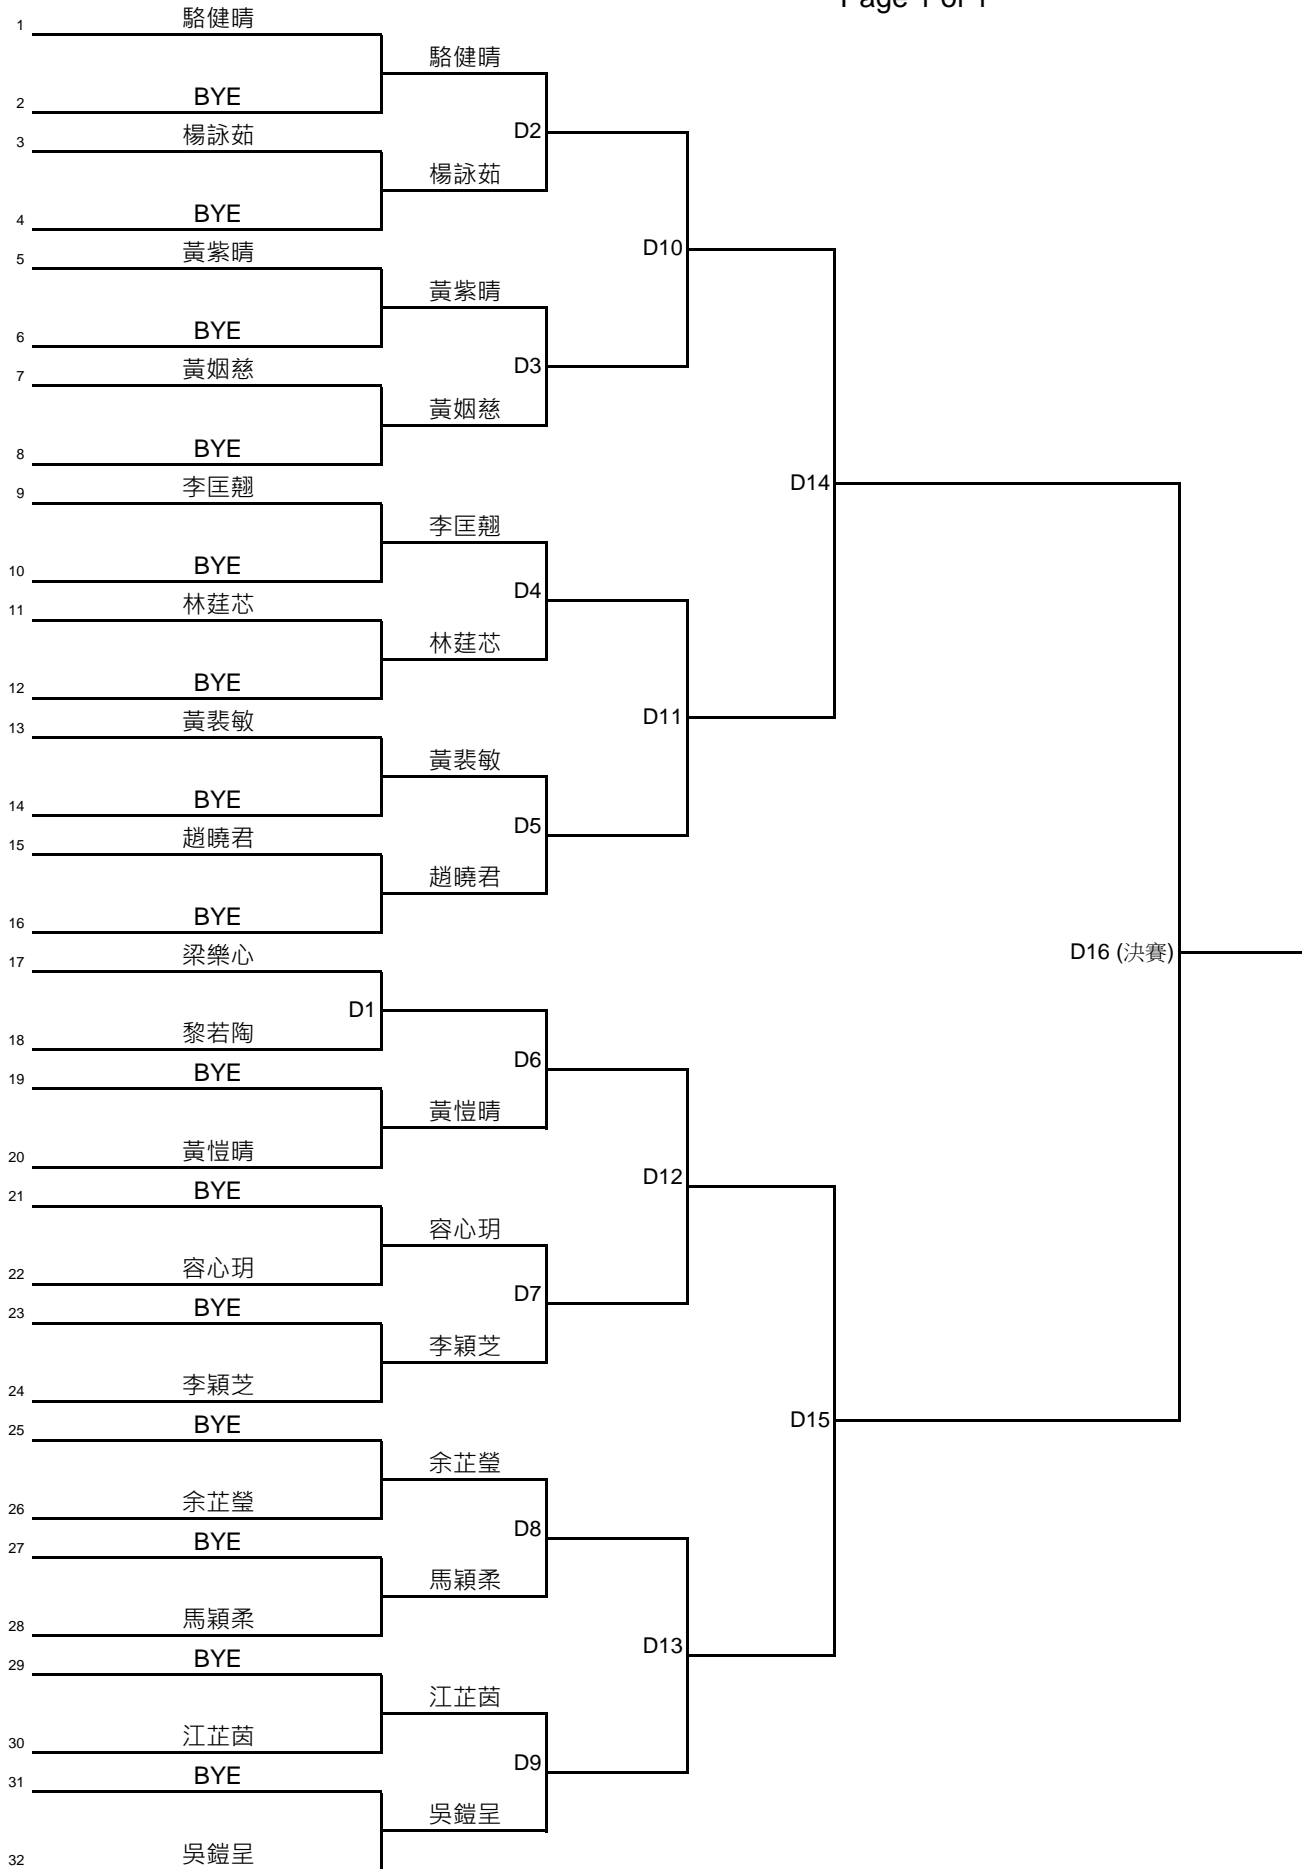 Page 1 of 1
1 駱健晴
駱健晴
2 BYE
D2
3 楊詠茹
楊詠茹
4 BYE
D10
5 黃紫晴
黃紫晴
6 BYE
D3
7 黃姻慈
黃姻慈
8 BYE
D14
9 李匡翹
李匡翹
10 BYE
D4
11 林莛芯
林莛芯
12 BYE
D11
13 黃裴敏
黃裴敏
14 BYE
D5
15 趙曉君
趙曉君
16 BYE
D16 (決賽)
17 梁樂心
D1
18 黎若陶
D6
19 BYE
黃愷晴
20 黃愷晴
D12
21 BYE
容心玥
22 容心玥
D7
23 BYE
李穎芝
24 李穎芝
D15
25 BYE
余芷瑩
26 余芷瑩
D8
27 BYE
馬穎柔
28 馬穎柔
D13
29 BYE
江芷茵
30 江芷茵
D9
31 BYE
吳鎧呈
32 吳鎧呈